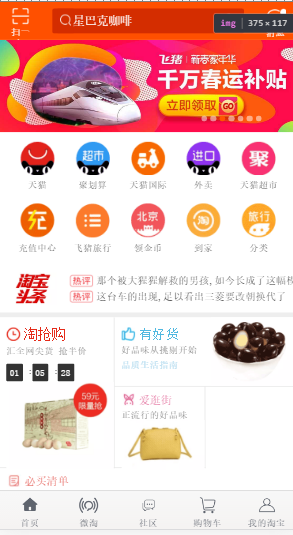 扫一
星巴克咖啡
img | 375 × 117
飞猪
千万春运补贴
立即领取 GO
天猫
聚划算
天猫国际
外卖
天猫超市
超市
进口
聚
充
北京
淘
旅行
充值中心
飞猪旅行
领金币
到家
分类
淘宝头条
热评 那个被大猩猩解救的男孩,如今长成了这幅模
热评 这台车的出现,足以看出三菱要改朝换代了
淘抢购
汇全网尖货 抢半价
01 : 05 : 28
59元
限量抢
有好货
好品味从挑剔开始
品质生活指南
爱逛街
正流行的好品味
必买清单
首页
微淘
社区
购物车
我的淘宝